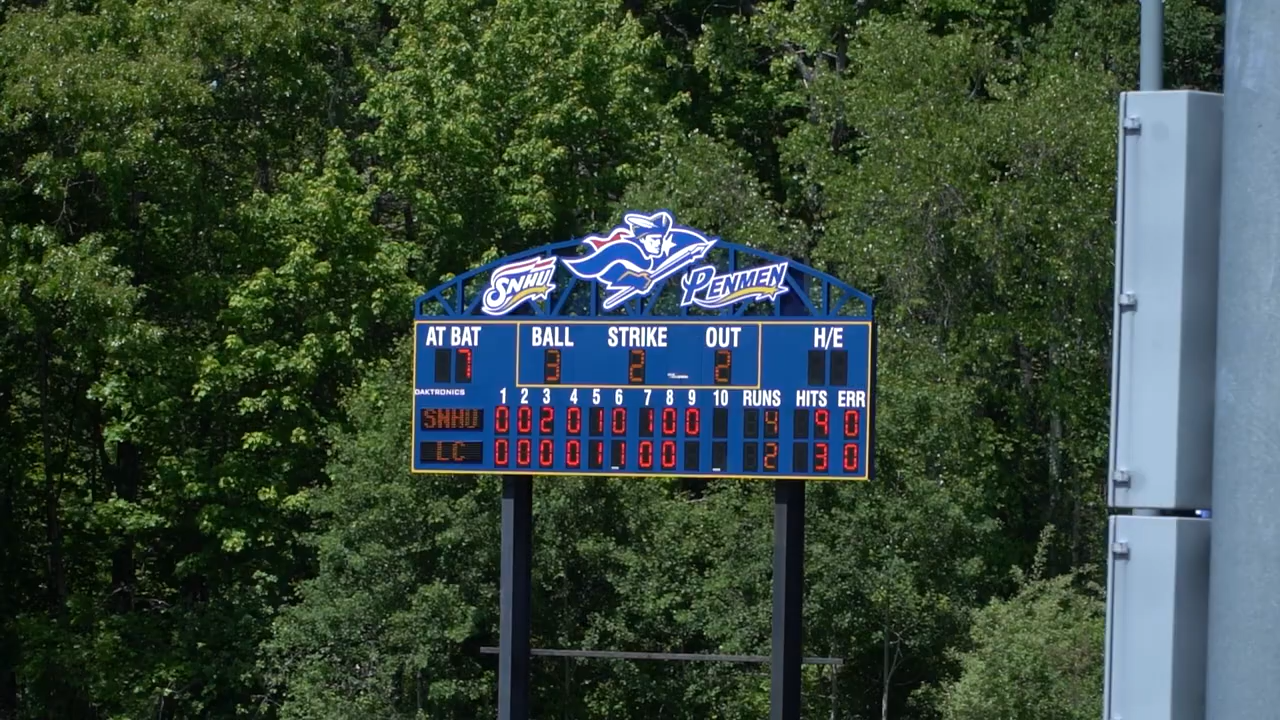 SNHU PENMEN
AT BAT BALL STRIKE OUT H/E
7 3 2 2
DAKTRONICS 1 2 3 4 5 6 7 8 9 10 RUNS HITS ERR
SNHU 0 0 2 0 1 0 1 0 0 4 9 0
LC 0 0 0 0 1 1 0 0 2 3 0